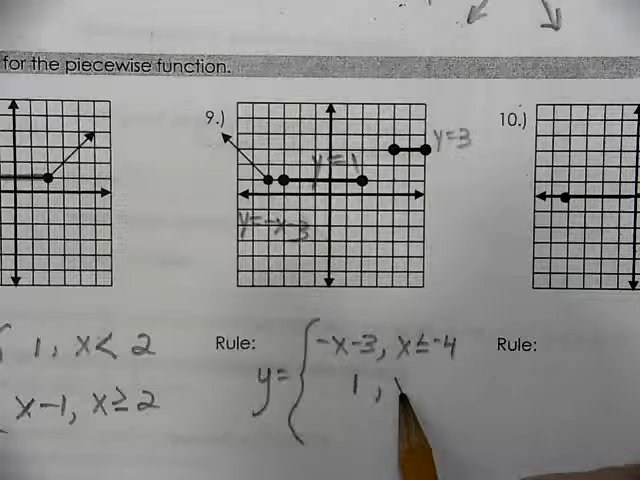 for the piecewise function.
9.)
10.)
y=3
y=1
y=-x-3
1, x< 2
x-1, x≥2
Rule:
y=
-x-3, x≤-4
1,
Rule: